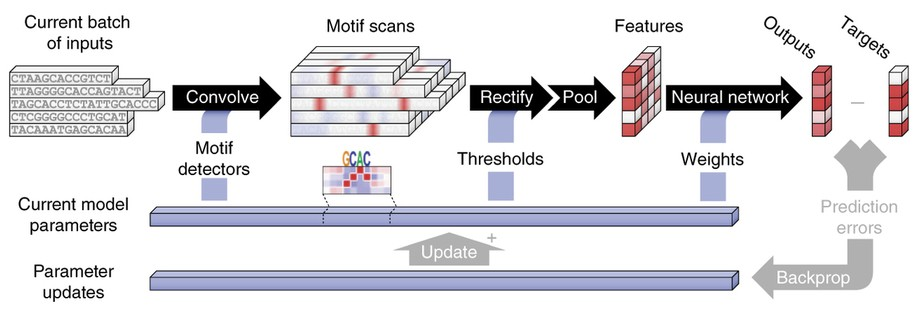 Current batch
of inputs
Motif scans
Features
Outputs
Targets
CTAAGCACCGTCT
TTAGGGGCACCAGTACT
TAGCACCTCTATTGCACCC
CTCGGGGCCCTGCAT
TACAAATGAGCACAA
Convolve
Rectify
Pool
Neural network
–
Motif
detectors
GCAC
Thresholds
Weights
Current model
parameters
Prediction
errors
Update
+
Parameter
updates
Backprop